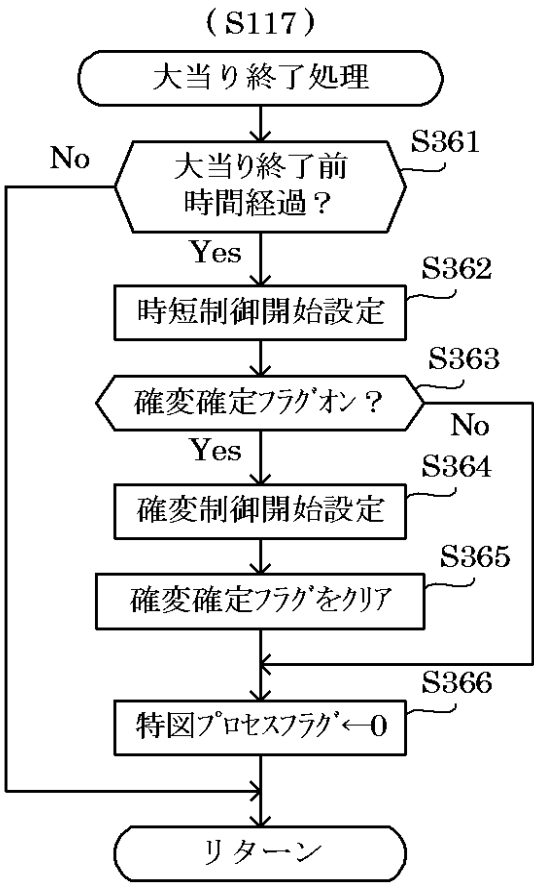 (S117)
大当り終了処理
S361
No
大当り終了前
時間経過？
Yes
S362
時短制御開始設定
S363
確変確定フラグオン？
No
Yes
S364
確変制御開始設定
S365
確変確定フラグをクリア
S366
特図プロセスフラグ←0
リターン